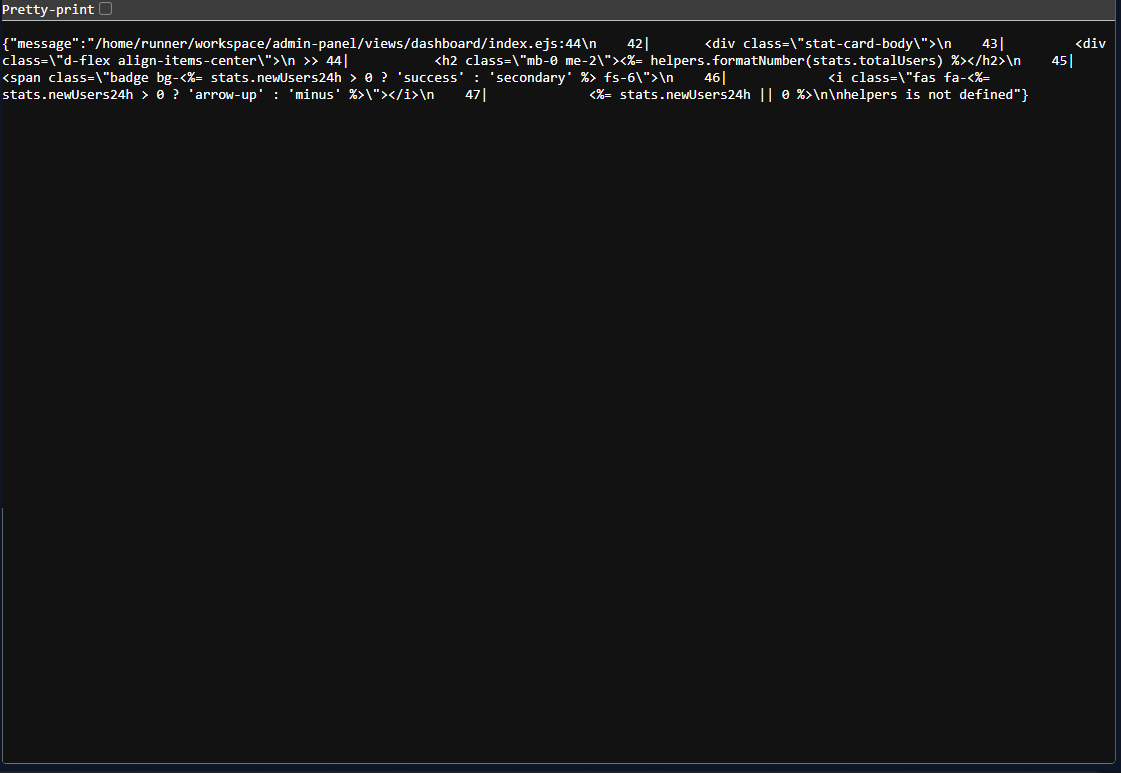 Pretty-print
{"message":"/home/runner/workspace/admin-panel/views/dashboard/index.ejs:44\n    42|       <div class=\"stat-card-body\">\n    43|         <div
class=\"d-flex align-items-center\">\n >> 44|           <h2 class=\"mb-0 me-2\"><%= helpers.formatNumber(stats.totalUsers) %></h2>\n    45|
<span class=\"badge bg-<%= stats.newUsers24h > 0 ? 'success' : 'secondary' %> fs-6\">\n    46|             <i class=\"fas fa-<%=
stats.newUsers24h > 0 ? 'arrow-up' : 'minus' %>\"></i>\n    47|             <%= stats.newUsers24h || 0 %>\n\nhelpers is not defined"}